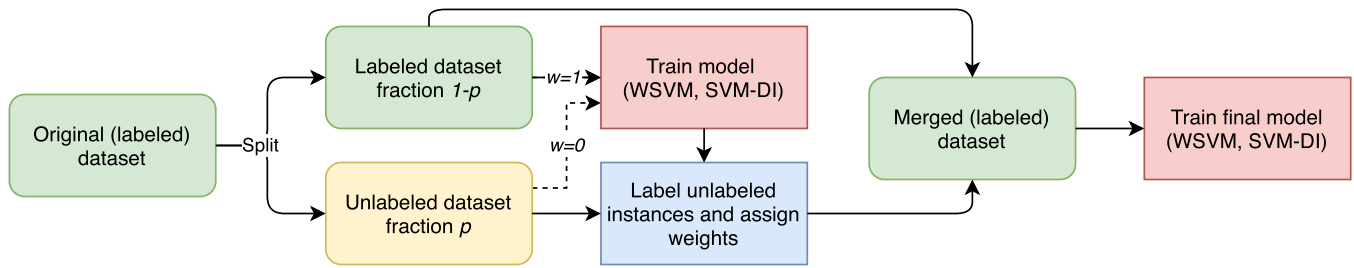 Original (labeled)
dataset
Split
Labeled dataset
fraction 1-p
Unlabeled dataset
fraction p
w=1
w=0
Train model
(WSVM, SVM-DI)
Label unlabeled
instances and assign
weights
Merged (labeled)
dataset
Train final model
(WSVM, SVM-DI)